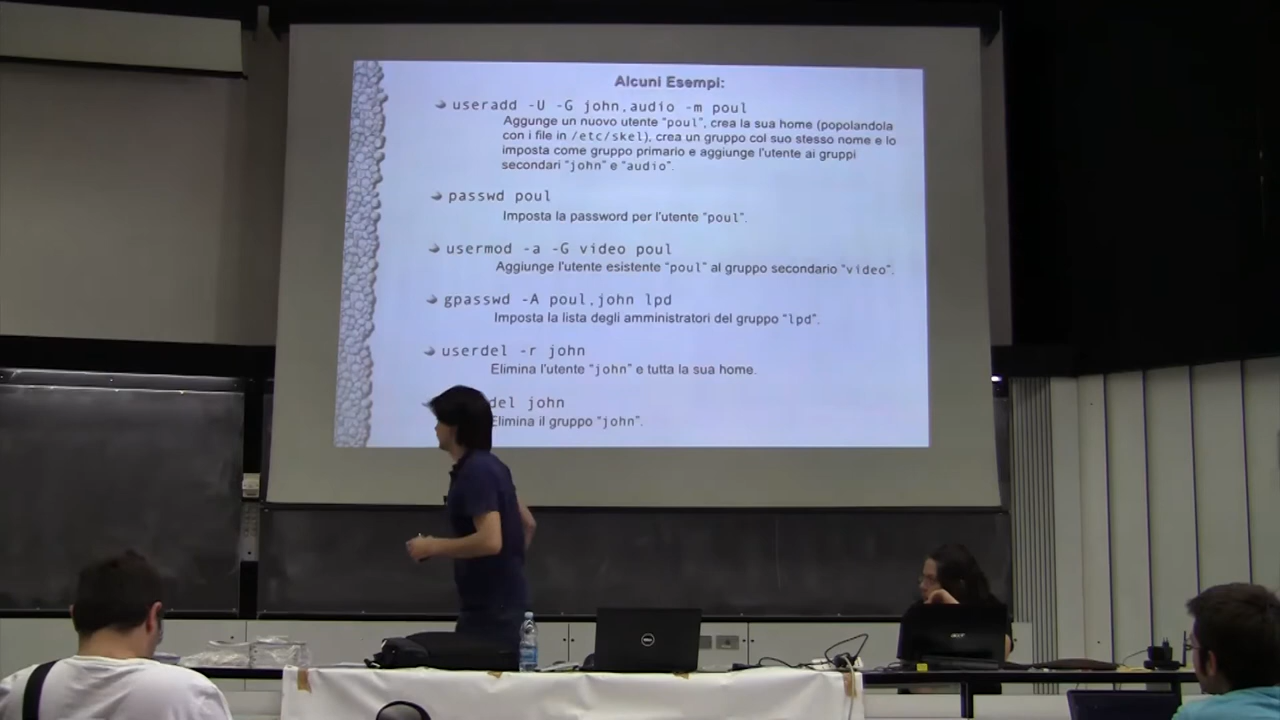 Alcuni Esempi:
useradd -U -G john,audio -m poul
Aggunge un nuovo utente "poul", crea la sua home (popolandola
con i file in /etc/skel), crea un gruppo col suo stesso nome e lo
imposta come gruppo primario e aggiunge l'utente ai gruppi
secondari "john" e "audio".
passwd poul
Imposta la password per l'utente "poul".
usermod -a -G video poul
Aggiunge l'utente esistente "poul" al gruppo secondario "video".
gpasswd -A poul,john lpd
Imposta la lista degli amministratori del gruppo "lpd".
userdel -r john
Elimina l'utente "john" e tutta la sua home.
del john
Elimina il gruppo "john".
DELL
acer